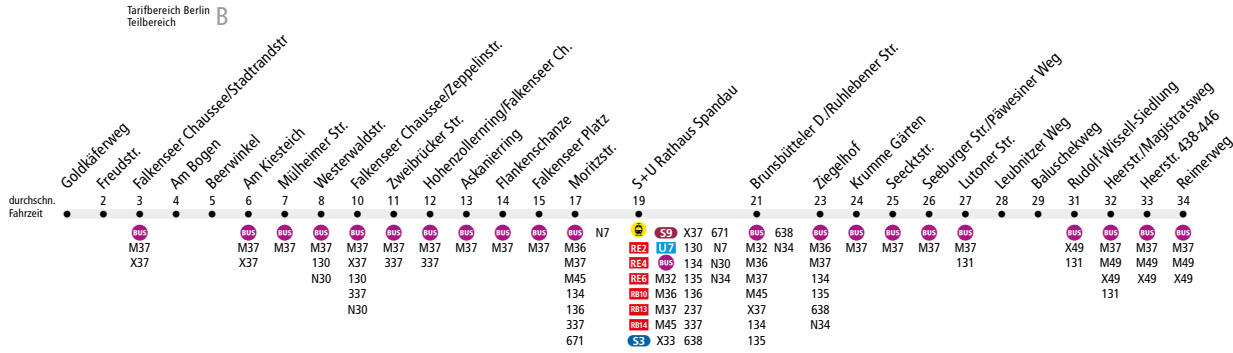 Tarifbereich Berlin
Teilbereich B
Goldkäferweg
Freudstr.
Falkenseer Chaussee/Stadtrandstr
Am Bogen
Beerwinkel
Am Kiesteich
Mülheimer Str.
Westerwaldstr.
Falkenseer Chaussee/Zeppelinstr.
Zweibrücker Str.
Hohenzollernring/Falkenseer Ch.
Askanierring
Flankenschanze
Falkenseer Platz
Moritzstr.
S+U Rathaus Spandau
Brunsbütteler D./Ruhlebener Str.
Ziegelhof
Krumme Gärten
Seecktstr.
Seeburger Str./Päwesiner Weg
Lutoner Str.
Leubnitzer Weg
Baluschekweg
Rudolf-Wissell-Siedlung
Heerstr./Magistratsweg
Heerstr. 438-446
Reimerweg
durchschn. 2 3 4 5 6 7 8 10 11 12 13 14 15 17 19 21 23 24 25 26 27 28 29 31 32 33 34
Fahrzeit
BUS BUS BUS BUS BUS BUS BUS BUS BUS BUS BUS N7 S9 X37 671 BUS 638 BUS BUS BUS BUS BUS BUS BUS BUS BUS
M37 M37 M37 M37 M37 M37 M37 M37 M37 M37 M36 RE2 U7 130 N7 M32 N34 M36 M37 M37 M37 M37 X49 M37 M37 M37
X37 X37 130 X37 337 337 M37 RE4 BUS 134 N30 M36 M37 131 131 M49 M49 M49
N30 130 M45 RE6 M32 135 N34 M37 134 X49 X49 X49
337 134 RB10 M36 136 M45 135 131
N30 136 RB13 M37 237 X37 638
337 RB14 M45 337 134 N34
671 S3 X33 638 135